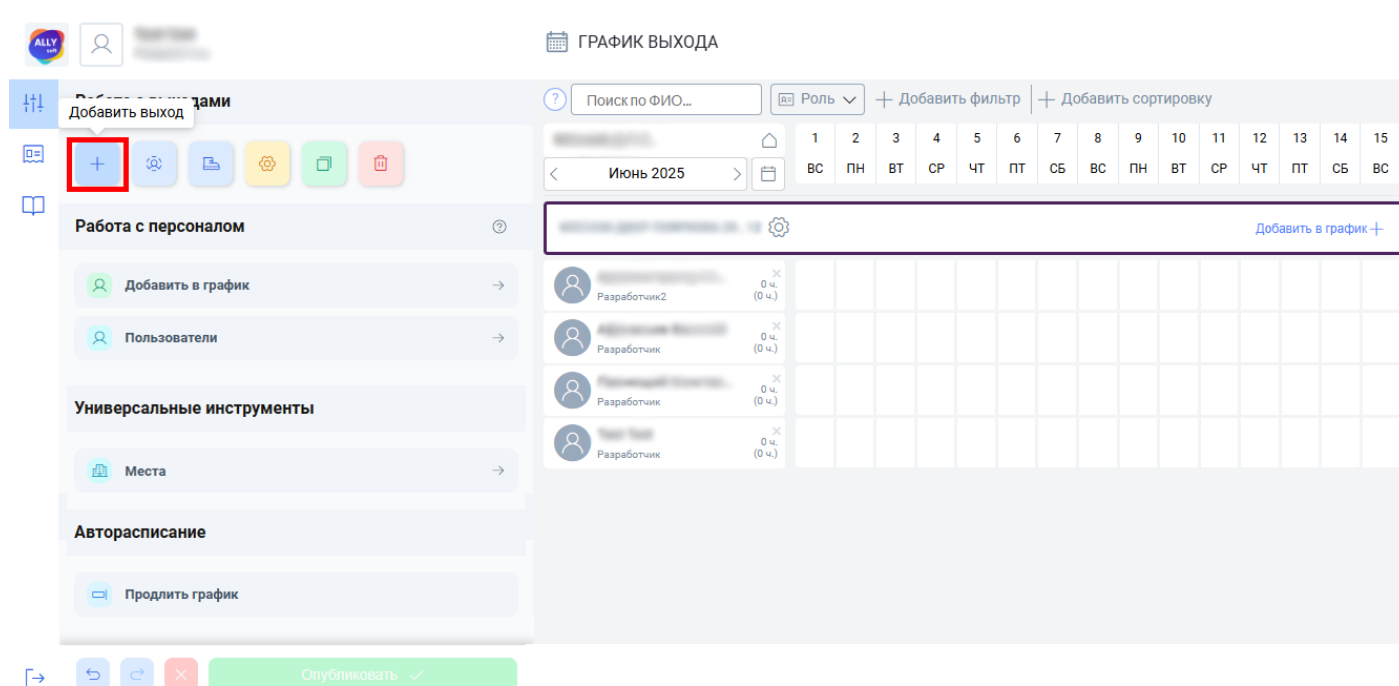 ALLY
soft
ГРАФИК ВЫХОДА
Добавить выход
дами
Поиск по ФИО...
Роль
Добавить фильтр
Добавить сортировку
1 2 3 4 5 6 7 8 9 10 11 12 13 14 15
Июнь 2025
ВС ПН ВТ СР ЧТ ПТ СБ ВС ПН ВТ СР ЧТ ПТ СБ ВС
Работа с персоналом
Добавить в график
Добавить в график
Пользователи
Универсальные инструменты
Места
Авторасписание
Продлить график
Опубликовать
Разработчик2
0 ч.
(0 ч.)
Разработчик
0 ч.
(0 ч.)
Разработчик
0 ч.
(0 ч.)
Разработчик
0 ч.
(0 ч.)